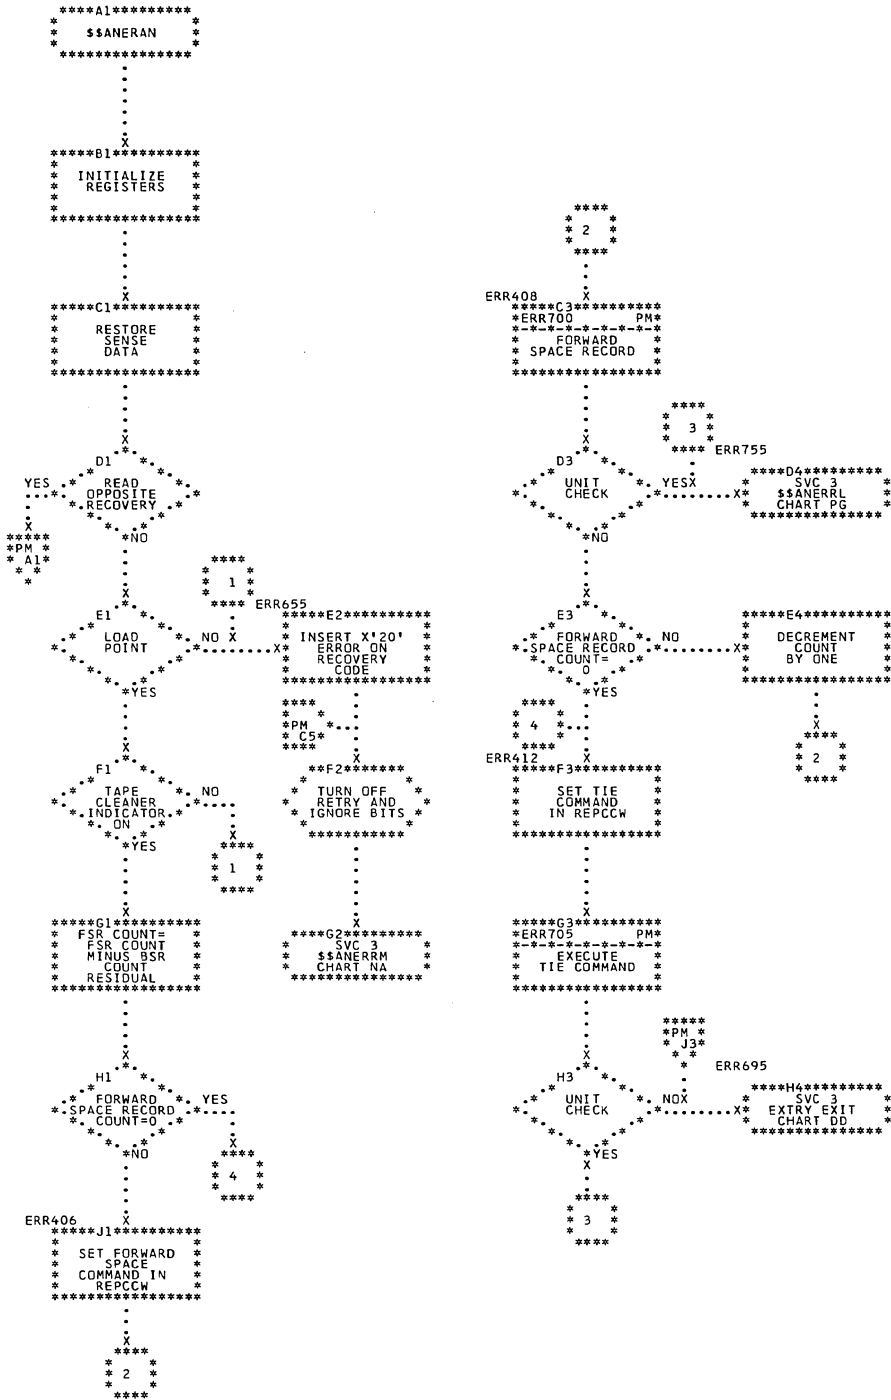 A1
$$ANERAN
B1
INITIALIZE
REGISTERS
C1
RESTORE
SENSE
DATA
D1
READ
OPPOSITE
RECOVERY
YES
PM
A1
NO
E1
LOAD
POINT
NO X
1
ERR655
YES
E2
INSERT X'20'
ERROR ON
RECOVERY
CODE
PM
C5
F1
TAPE
CLEANER
INDICATOR
ON
NO
1
YES
F2
TURN OFF
RETRY AND
IGNORE BITS
G1
FSR COUNT=
FSR COUNT
MINUS BSR
COUNT
RESIDUAL
G2
SVC 3
$$ANERRM
CHART NA
H1
FORWARD
SPACE RECORD
COUNT=0
YES
4
NO
ERR406
J1
SET FORWARD
SPACE
COMMAND IN
REPCCW
2
2
ERR408
C3
ERR700 PM
FORWARD
SPACE RECORD
3
ERR755
D3
UNIT
CHECK
YESX
D4
SVC 3
$$ANERRL
CHART PG
NO
E3
FORWARD
SPACE RECORD
COUNT=
0
NO
E4
DECREMENT
COUNT
BY ONE
2
YES
4
ERR412
F3
SET TIE
COMMAND
IN REPCCW
G3
ERR705 PM
EXECUTE
TIE COMMAND
PM
J3
ERR695
H3
UNIT
CHECK
NOX
H4
SVC 3
EXTRY EXIT
CHART DD
YES
3